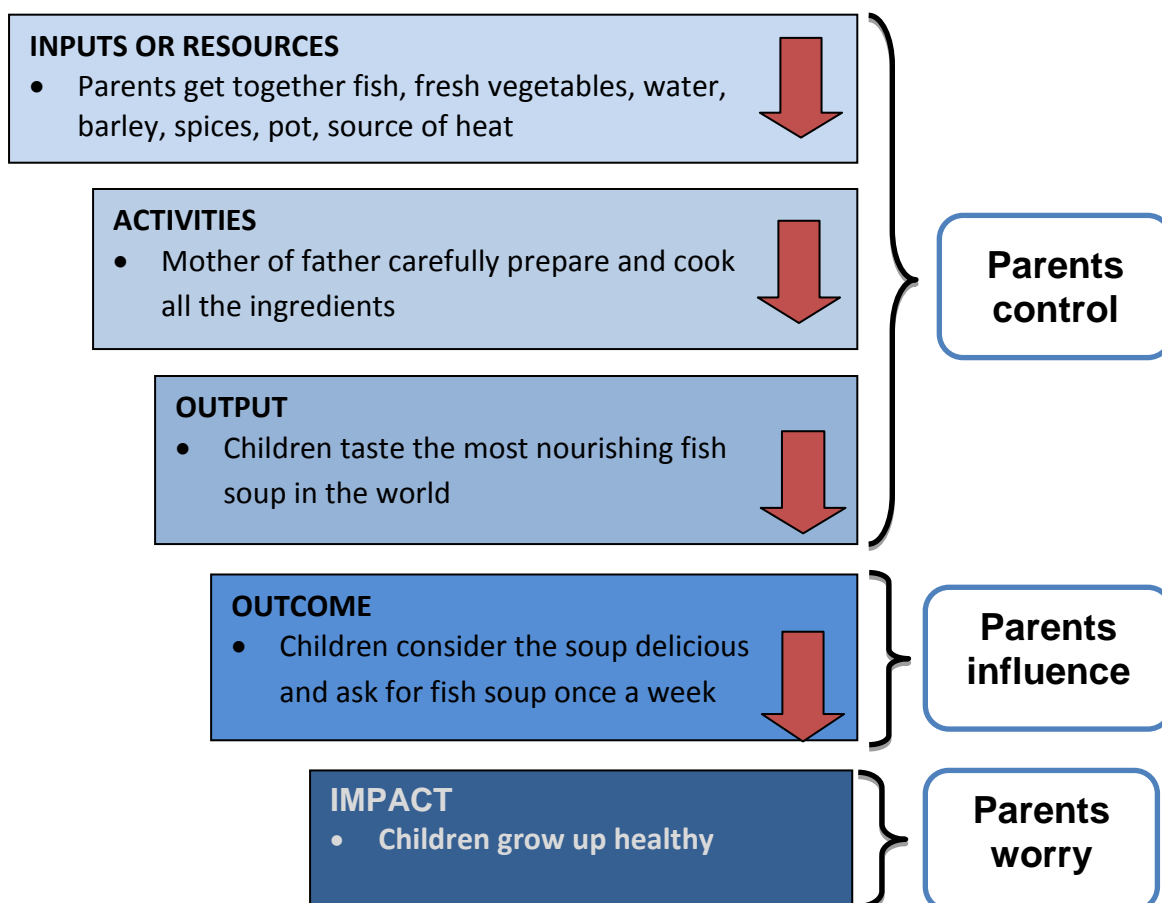 INPUTS OR RESOURCES
• Parents get together fish, fresh vegetables, water,
barley, spices, pot, source of heat
ACTIVITIES
• Mother of father carefully prepare and cook
all the ingredients
Parents
control
OUTPUT
• Children taste the most nourishing fish
soup in the world
OUTCOME
• Children consider the soup delicious
and ask for fish soup once a week
Parents
influence
IMPACT
• Children grow up healthy
Parents
worry